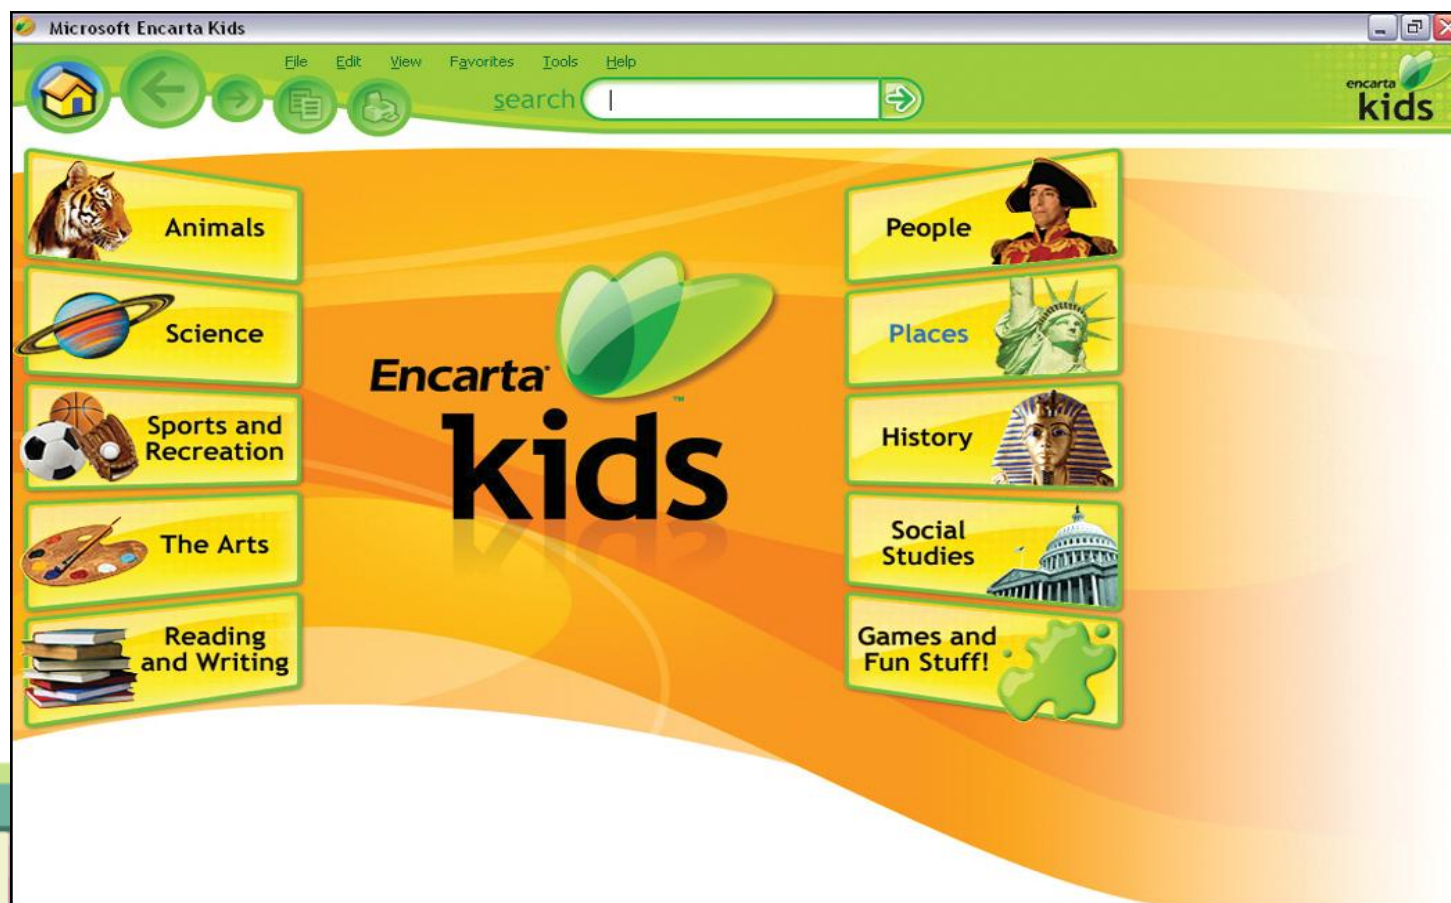 Microsoft Encarta Kids
File Edit View Favorites Tools Help
search
encarta
kids
Animals
Science
Sports and
Recreation
The Arts
Reading
and Writing
Encarta
™
kids
People
Places
History
Social
Studies
Games and
Fun Stuff!